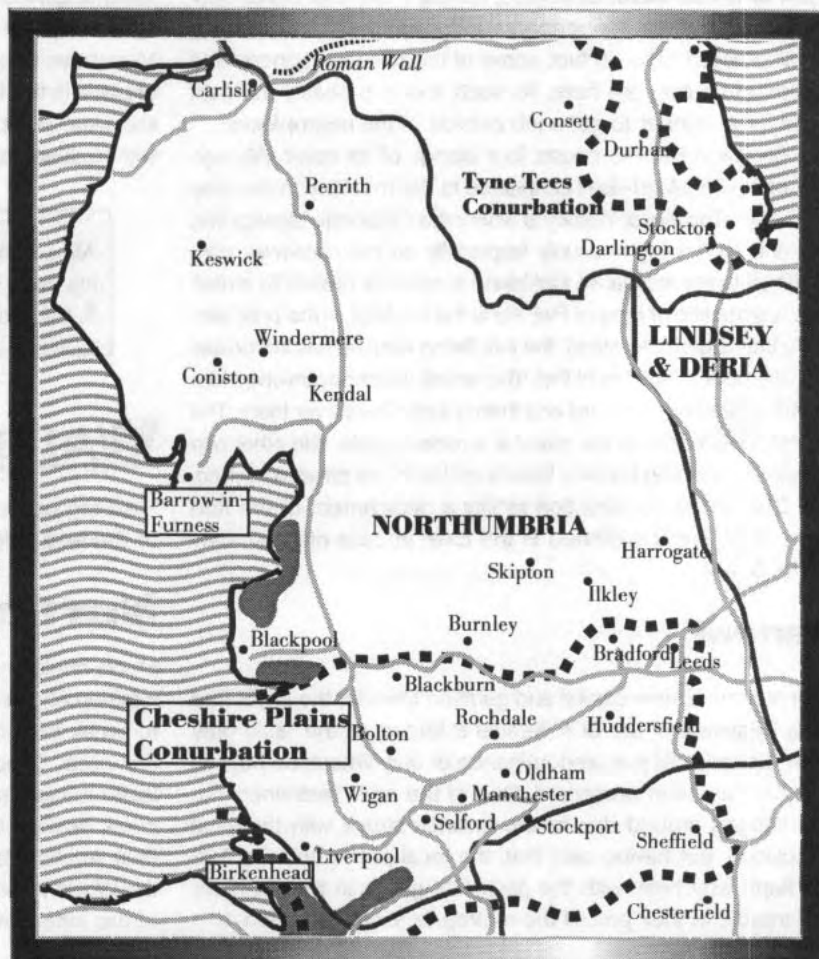 Roman Wall
Carlisle
Consett
Durham
Penrith
Tyne Tees
Conurbation
Stockton
Keswick
Darlington
Windermere
LINDSEY
& DERIA
Coniston
Kendal
Barrow-in
Furness
NORTHUMBRIA
Harrogate
Skipton
Ilkley
Burnley
Blackpool
Bradford
Leeds
Blackburn
Cheshire Plains
Conurbation
Rochdale
Huddersfield
Bolton
Oldham
Wigan
Manchester
Selford
Stockport
Sheffield
Liverpool
Birkenhead
Chesterfield